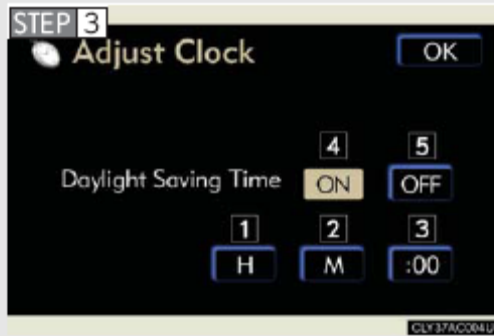 STEP 3
Adjust Clock OK
4 5
Daylight Saving Time ON OFF
1 2 3
H M :00
CLY37AC004U